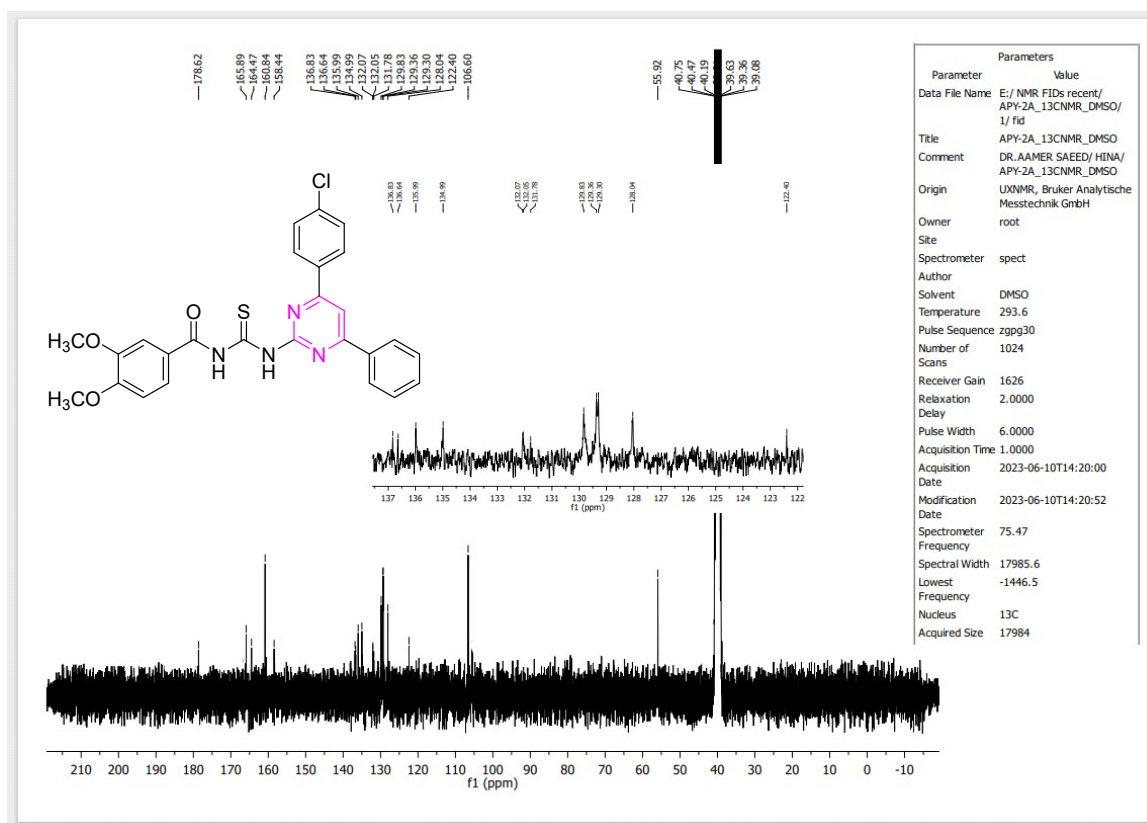 178.62
165.89
164.47
160.84
158.44
136.83
136.64
135.99
134.99
132.07
132.05
131.78
129.83
129.36
129.30
128.04
122.40
106.60
55.92
40.75
40.47
40.19
39.63
39.36
39.08
136.83
136.64
135.99
134.99
132.07
132.05
131.78
129.83
129.36
129.30
128.04
122.40
Cl
O
S
N
N
N
H
N
H
H₃CO
H₃CO
137 136 135 134 133 132 131 130 129 128 127 126 125 124 123 122
f1 (ppm)
210 200 190 180 170 160 150 140 130 120 110 100 90 80 70 60 50 40 30 20 10 0 -10
f1 (ppm)
Parameters
Parameter Value
Data File Name E:/ NMR FIDs recent/
APY-2A_13CNMR_DMSO/
1/ fid
Title APY-2A_13CNMR_DMSO
Comment DR.AAMER SAEED/ HINA/
APY-2A_13CNMR_DMSO
Origin UXNMR, Bruker Analytische
Messtechnik GmbH
Owner root
Site
Spectrometer spect
Author
Solvent DMSO
Temperature 293.6
Pulse Sequence zgpg30
Number of 1024
Scans
Receiver Gain 1626
Relaxation 2.0000
Delay
Pulse Width 6.0000
Acquisition Time 1.0000
Acquisition 2023-06-10T14:20:00
Date
Modification 2023-06-10T14:20:52
Date
Spectrometer 75.47
Frequency
Spectral Width 17985.6
Lowest -1446.5
Frequency
Nucleus 13C
Acquired Size 17984